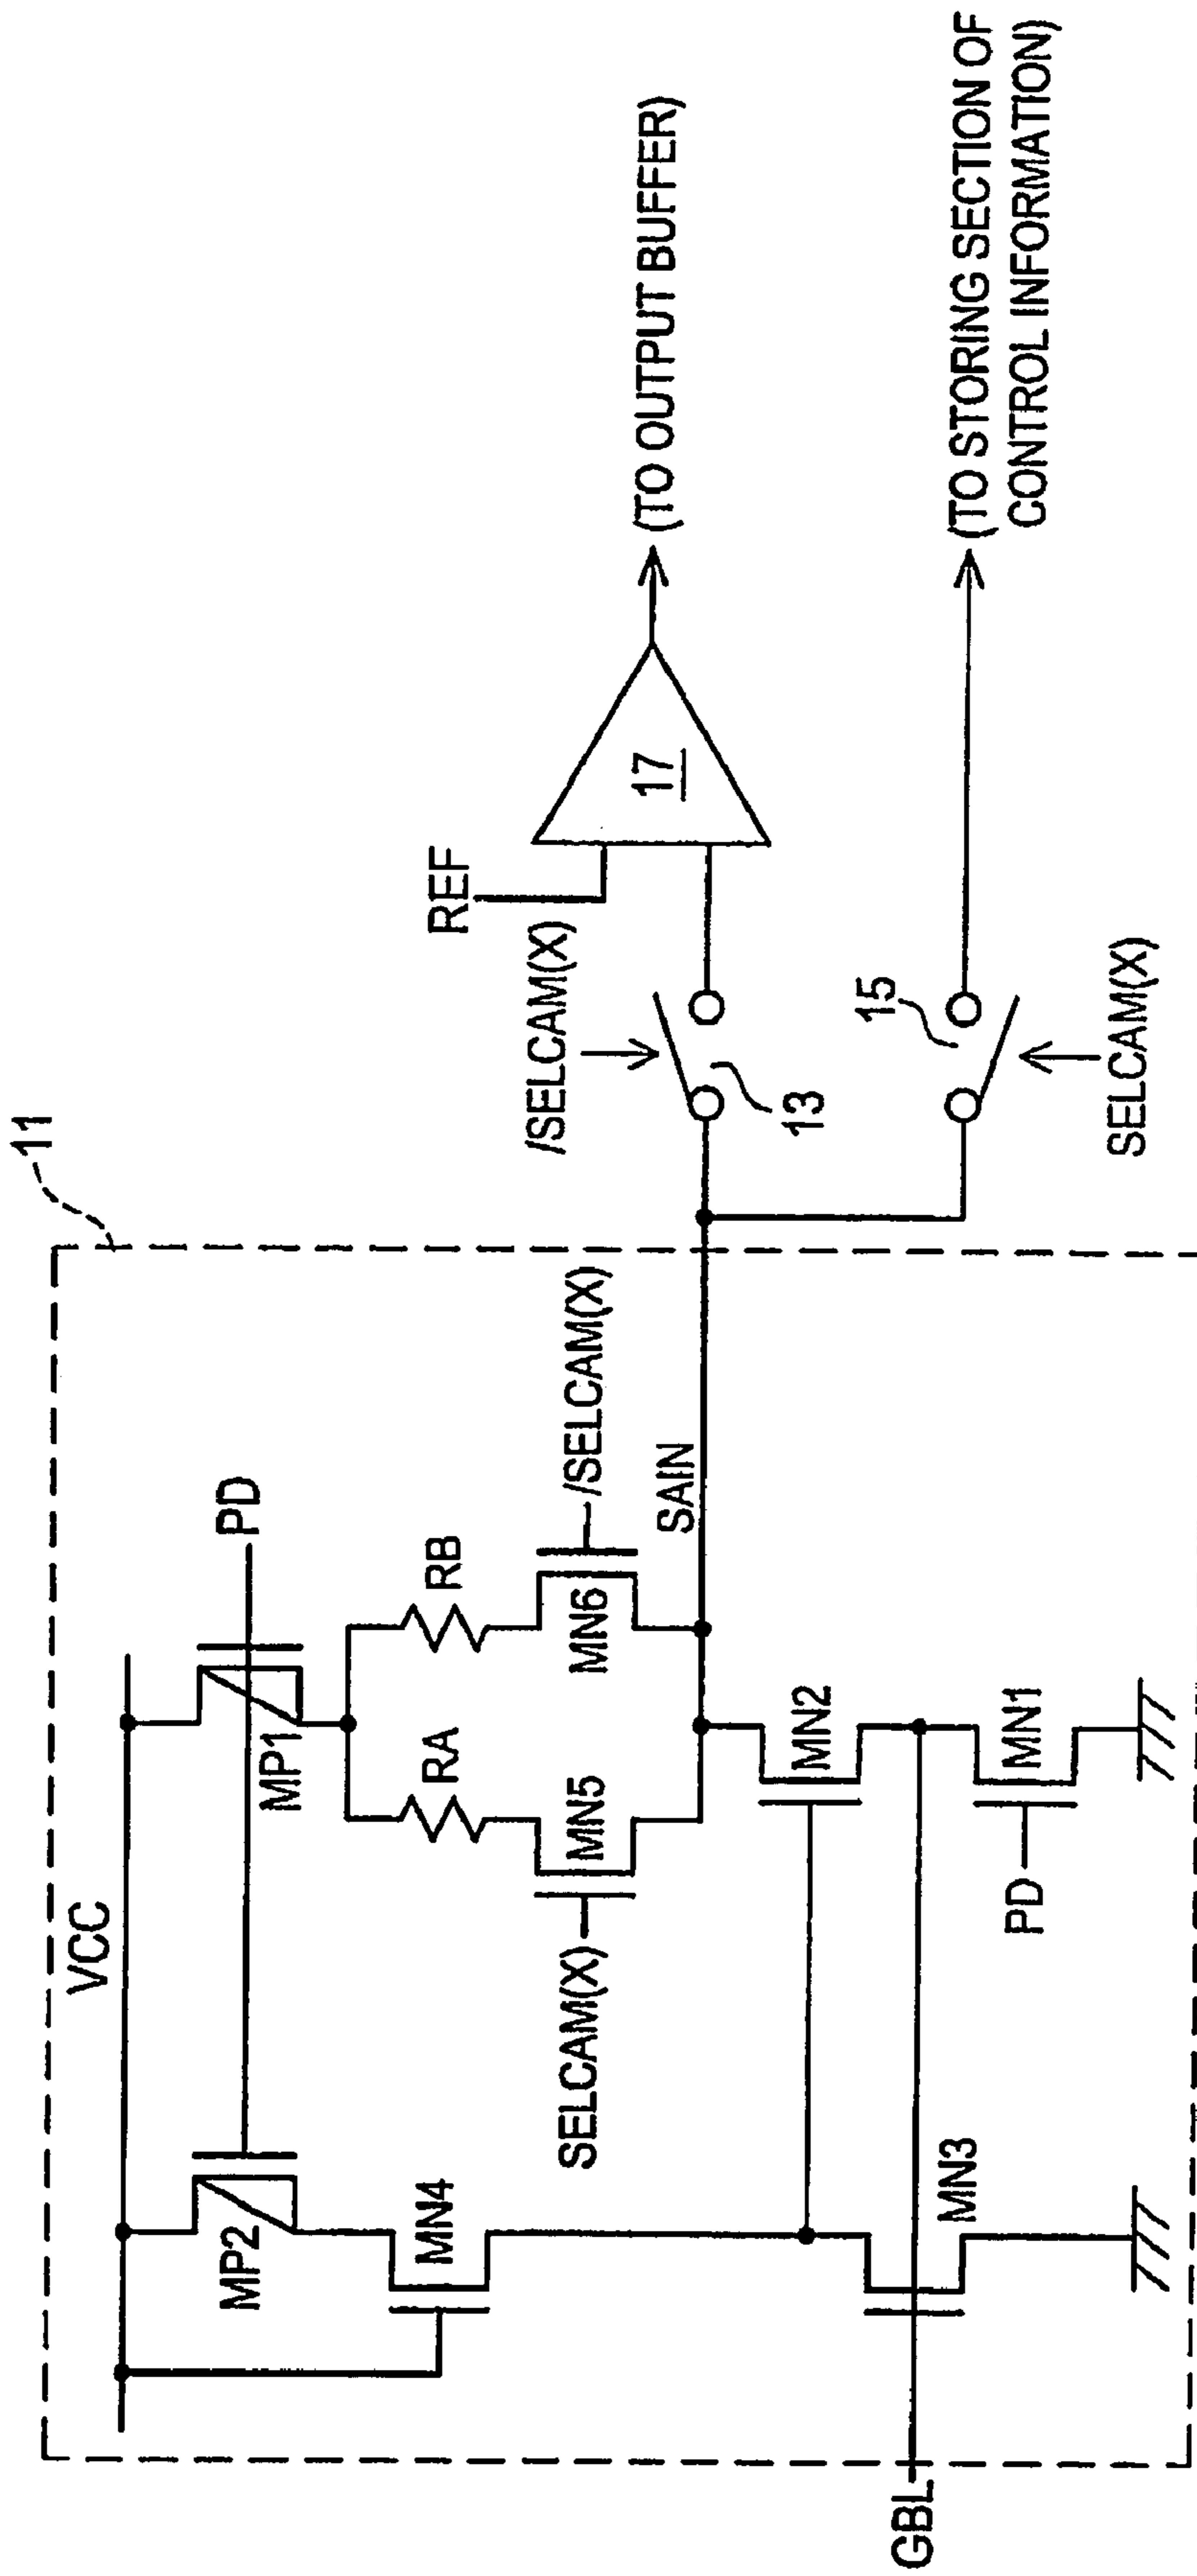 11
VCC
PD
MP2
MP1
MN4
RA
RB
SELCAM(X)
MN5
MN6
/SELCAM(X)
SAIN
MN2
MN3
PD
MN1
GBL
/SELCAM(X)
REF
13
17
(TO OUTPUT BUFFER)
15
SELCAM(X)
(TO STORING SECTION OF
CONTROL INFORMATION)